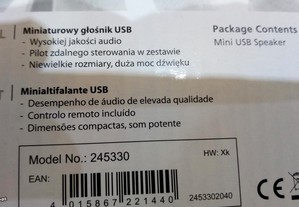 L
Miniaturowy głośnik USB
- Wysokiej jakości audio
- Pilot zdalnego sterowania w zestawie
- Niewielkie rozmiary, duża moc dźwięku
Package Contents
Mini USB Speaker
T
Minialtifalante USB
- Desempenho de áudio de elevada qualidade
- Controlo remoto incluído
- Dimensões compactas, som potente
Model No.: 245330
HW: Xk
EAN:
4 015867 221440
2453302040
CE